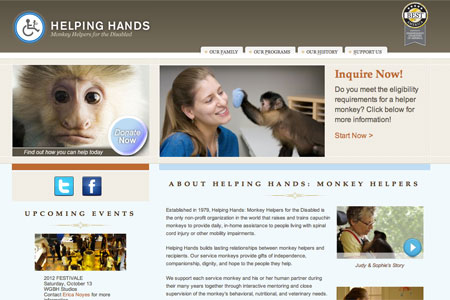 HELPING HANDS
Monkey Helpers for the Disabled
BEST
OUR FAMILY
OUR PROGRAMS
OUR HISTORY
SUPPORT US
Donate
Now
Find out how you can help today
Inquire Now!
Do you meet the eligibility
requirements for a helper
monkey? Click below for
more information!
Start Now >
UPCOMING EVENTS
2012 FESTIVALE
Saturday, October 13
WGBH Studios
Contact Erica Noyes for more
information
ABOUT HELPING HANDS: MONKEY HELPERS
Established in 1979, Helping Hands: Monkey Helpers for the Disabled is
the only non-profit organization in the world that raises and trains capuchin
monkeys to provide daily, in-home assistance to people living with spinal
cord injury or other mobility impairments.
Helping Hands builds lasting relationships between monkey helpers and
recipients. Our service monkeys provide gifts of independence,
companionship, dignity, and hope to the people they help.
We support each service monkey and his or her human partner during
their many years together through interactive mentoring and close
supervision of the monkey's behavioral, nutritional, and veterinary needs.
Judy & Sophie's Story